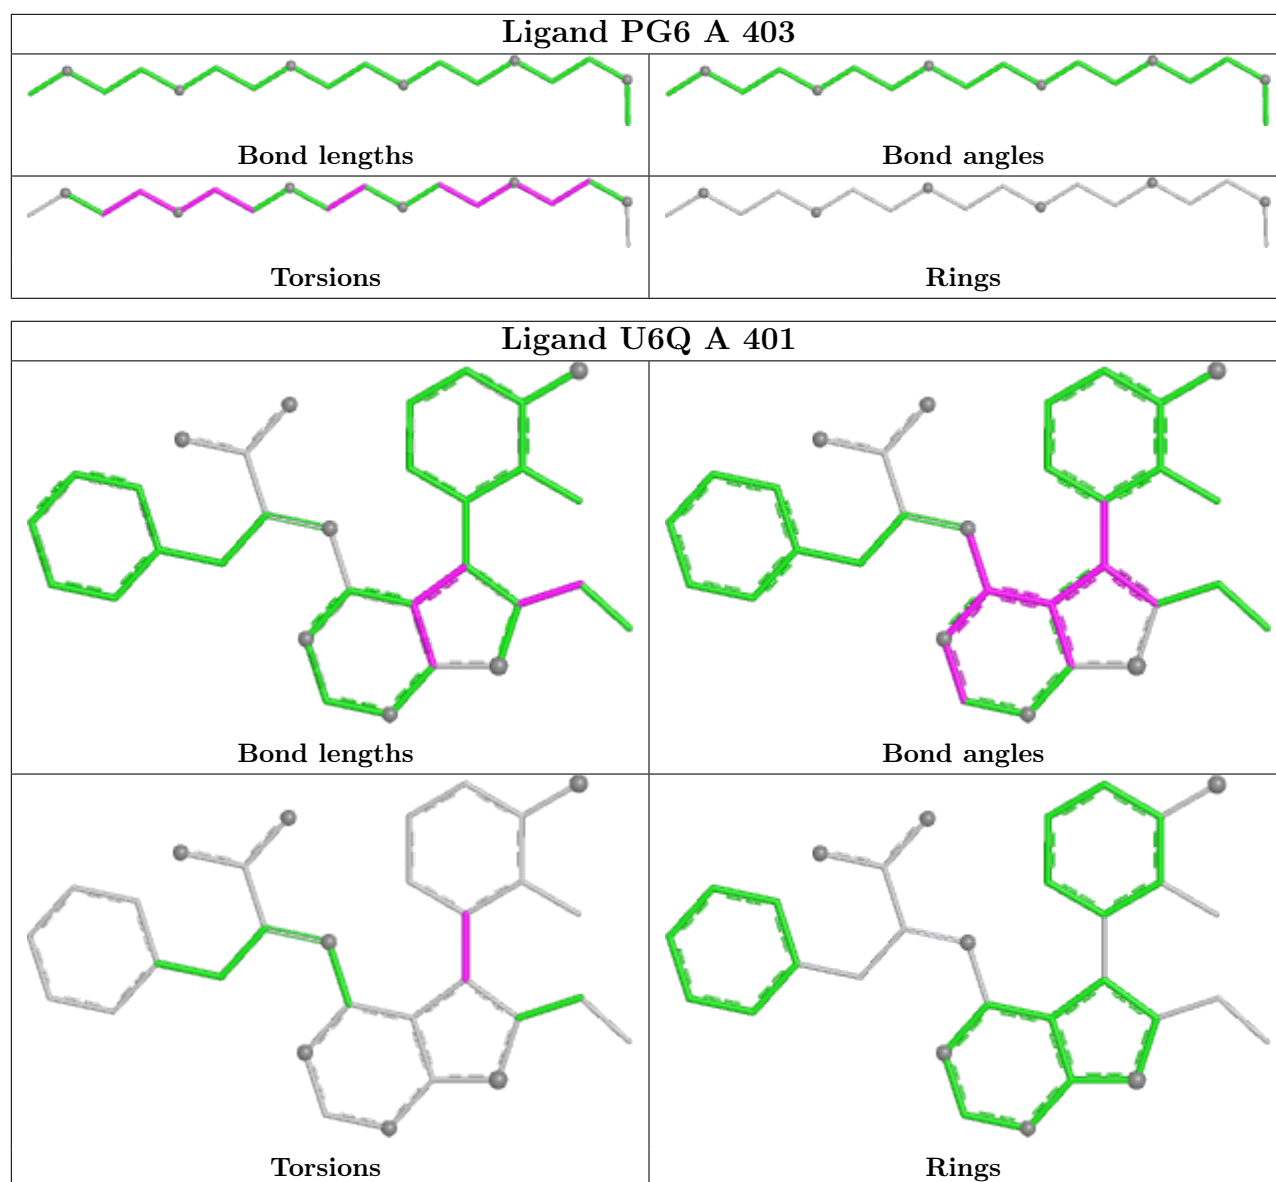 Ligand PG6 A 403
Bond lengths
Bond angles
Torsions
Rings
Ligand U6Q A 401
Bond lengths
Bond angles
Torsions
Rings